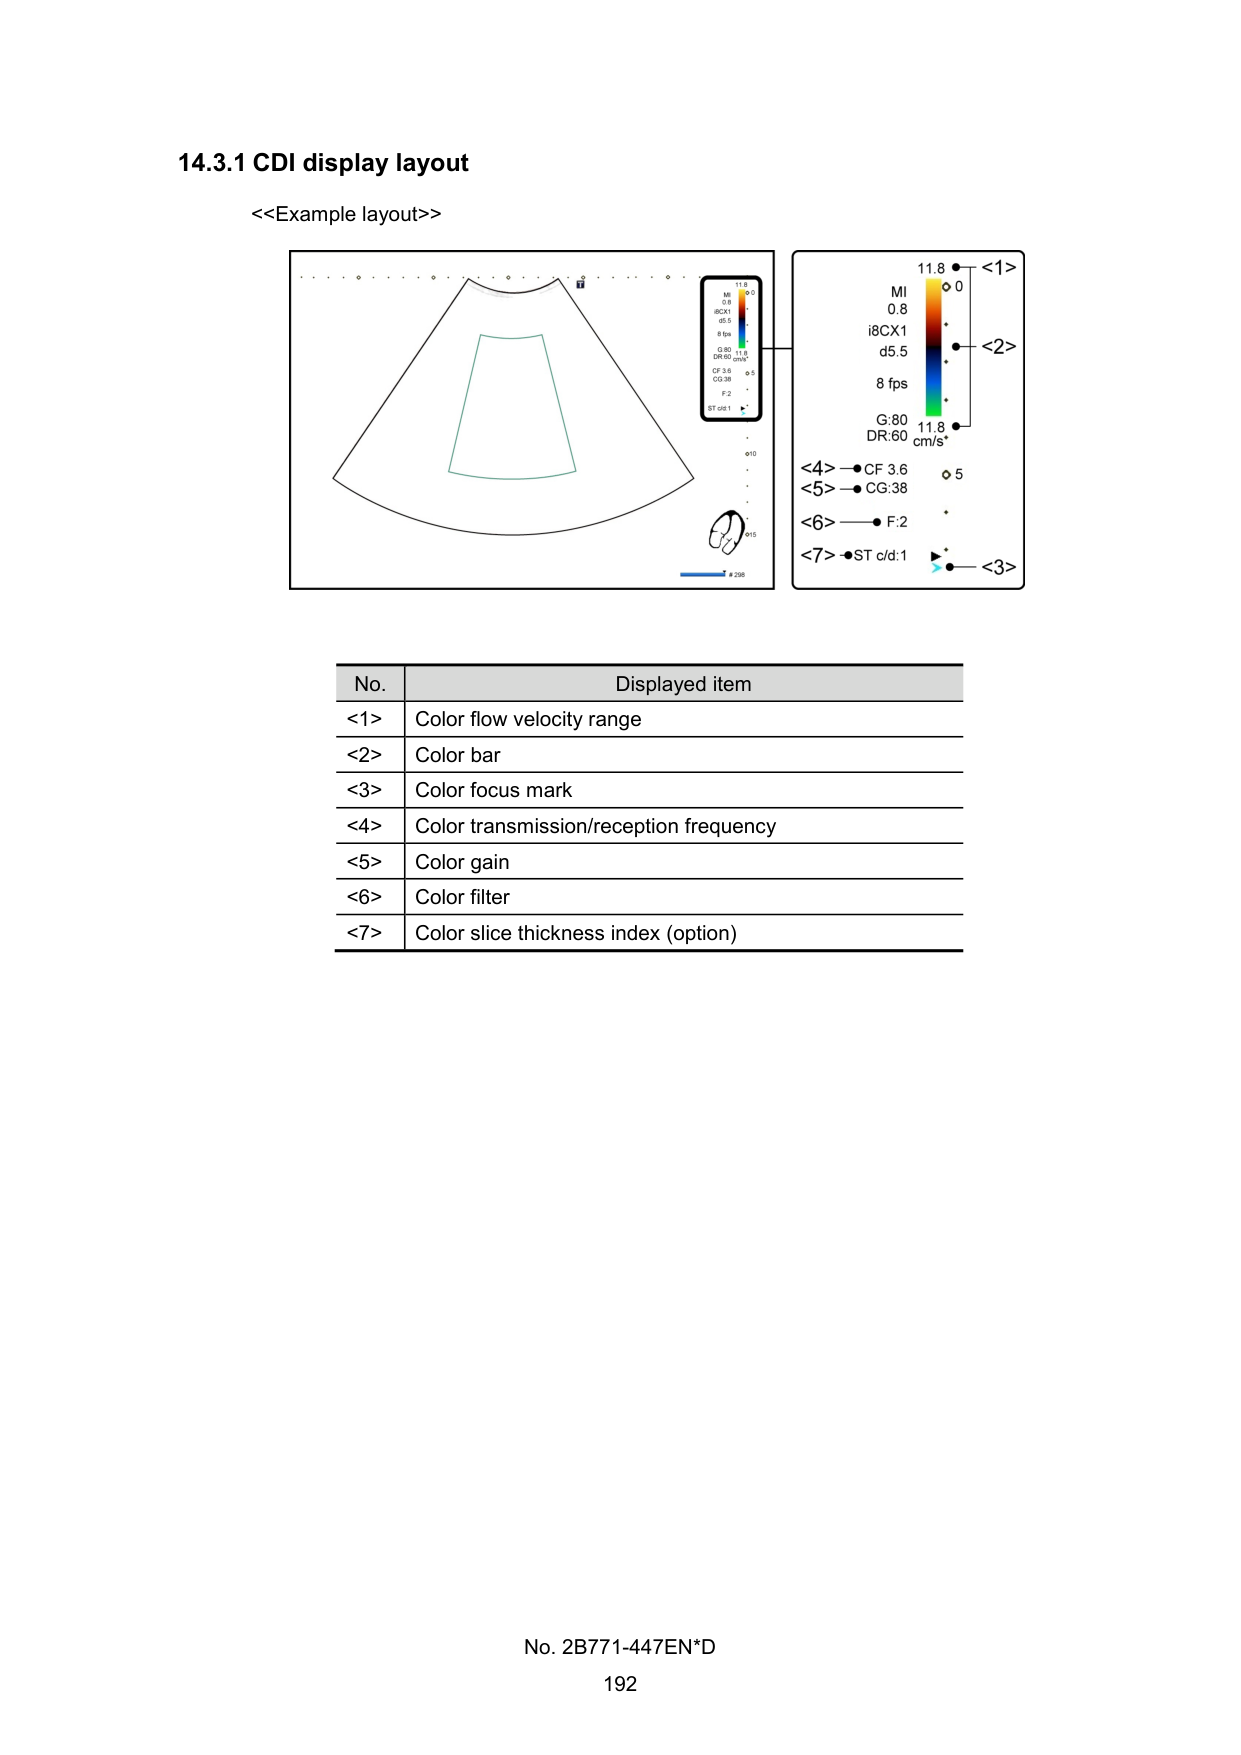 14.3.1 CDI display layout
<<Example layout>>
T
11.8
MI
0
0.8
i8CX1
d5.5
8 fps
G:80
11.8
DR:60 cm/s
CF 3.6
5
CG:38
F:2
ST c/d:1
10
15
# 298
11.8 <1>
MI 0
0.8
i8CX1
d5.5 <2>
8 fps
G:80
11.8
DR:60 cm/s
<4> CF 3.6 5
<5> CG:38
<6> F:2
<7> ST c/d:1
<3>
No. Displayed item
<1> Color flow velocity range
<2> Color bar
<3> Color focus mark
<4> Color transmission/reception frequency
<5> Color gain
<6> Color filter
<7> Color slice thickness index (option)
No. 2B771-447EN*D
192